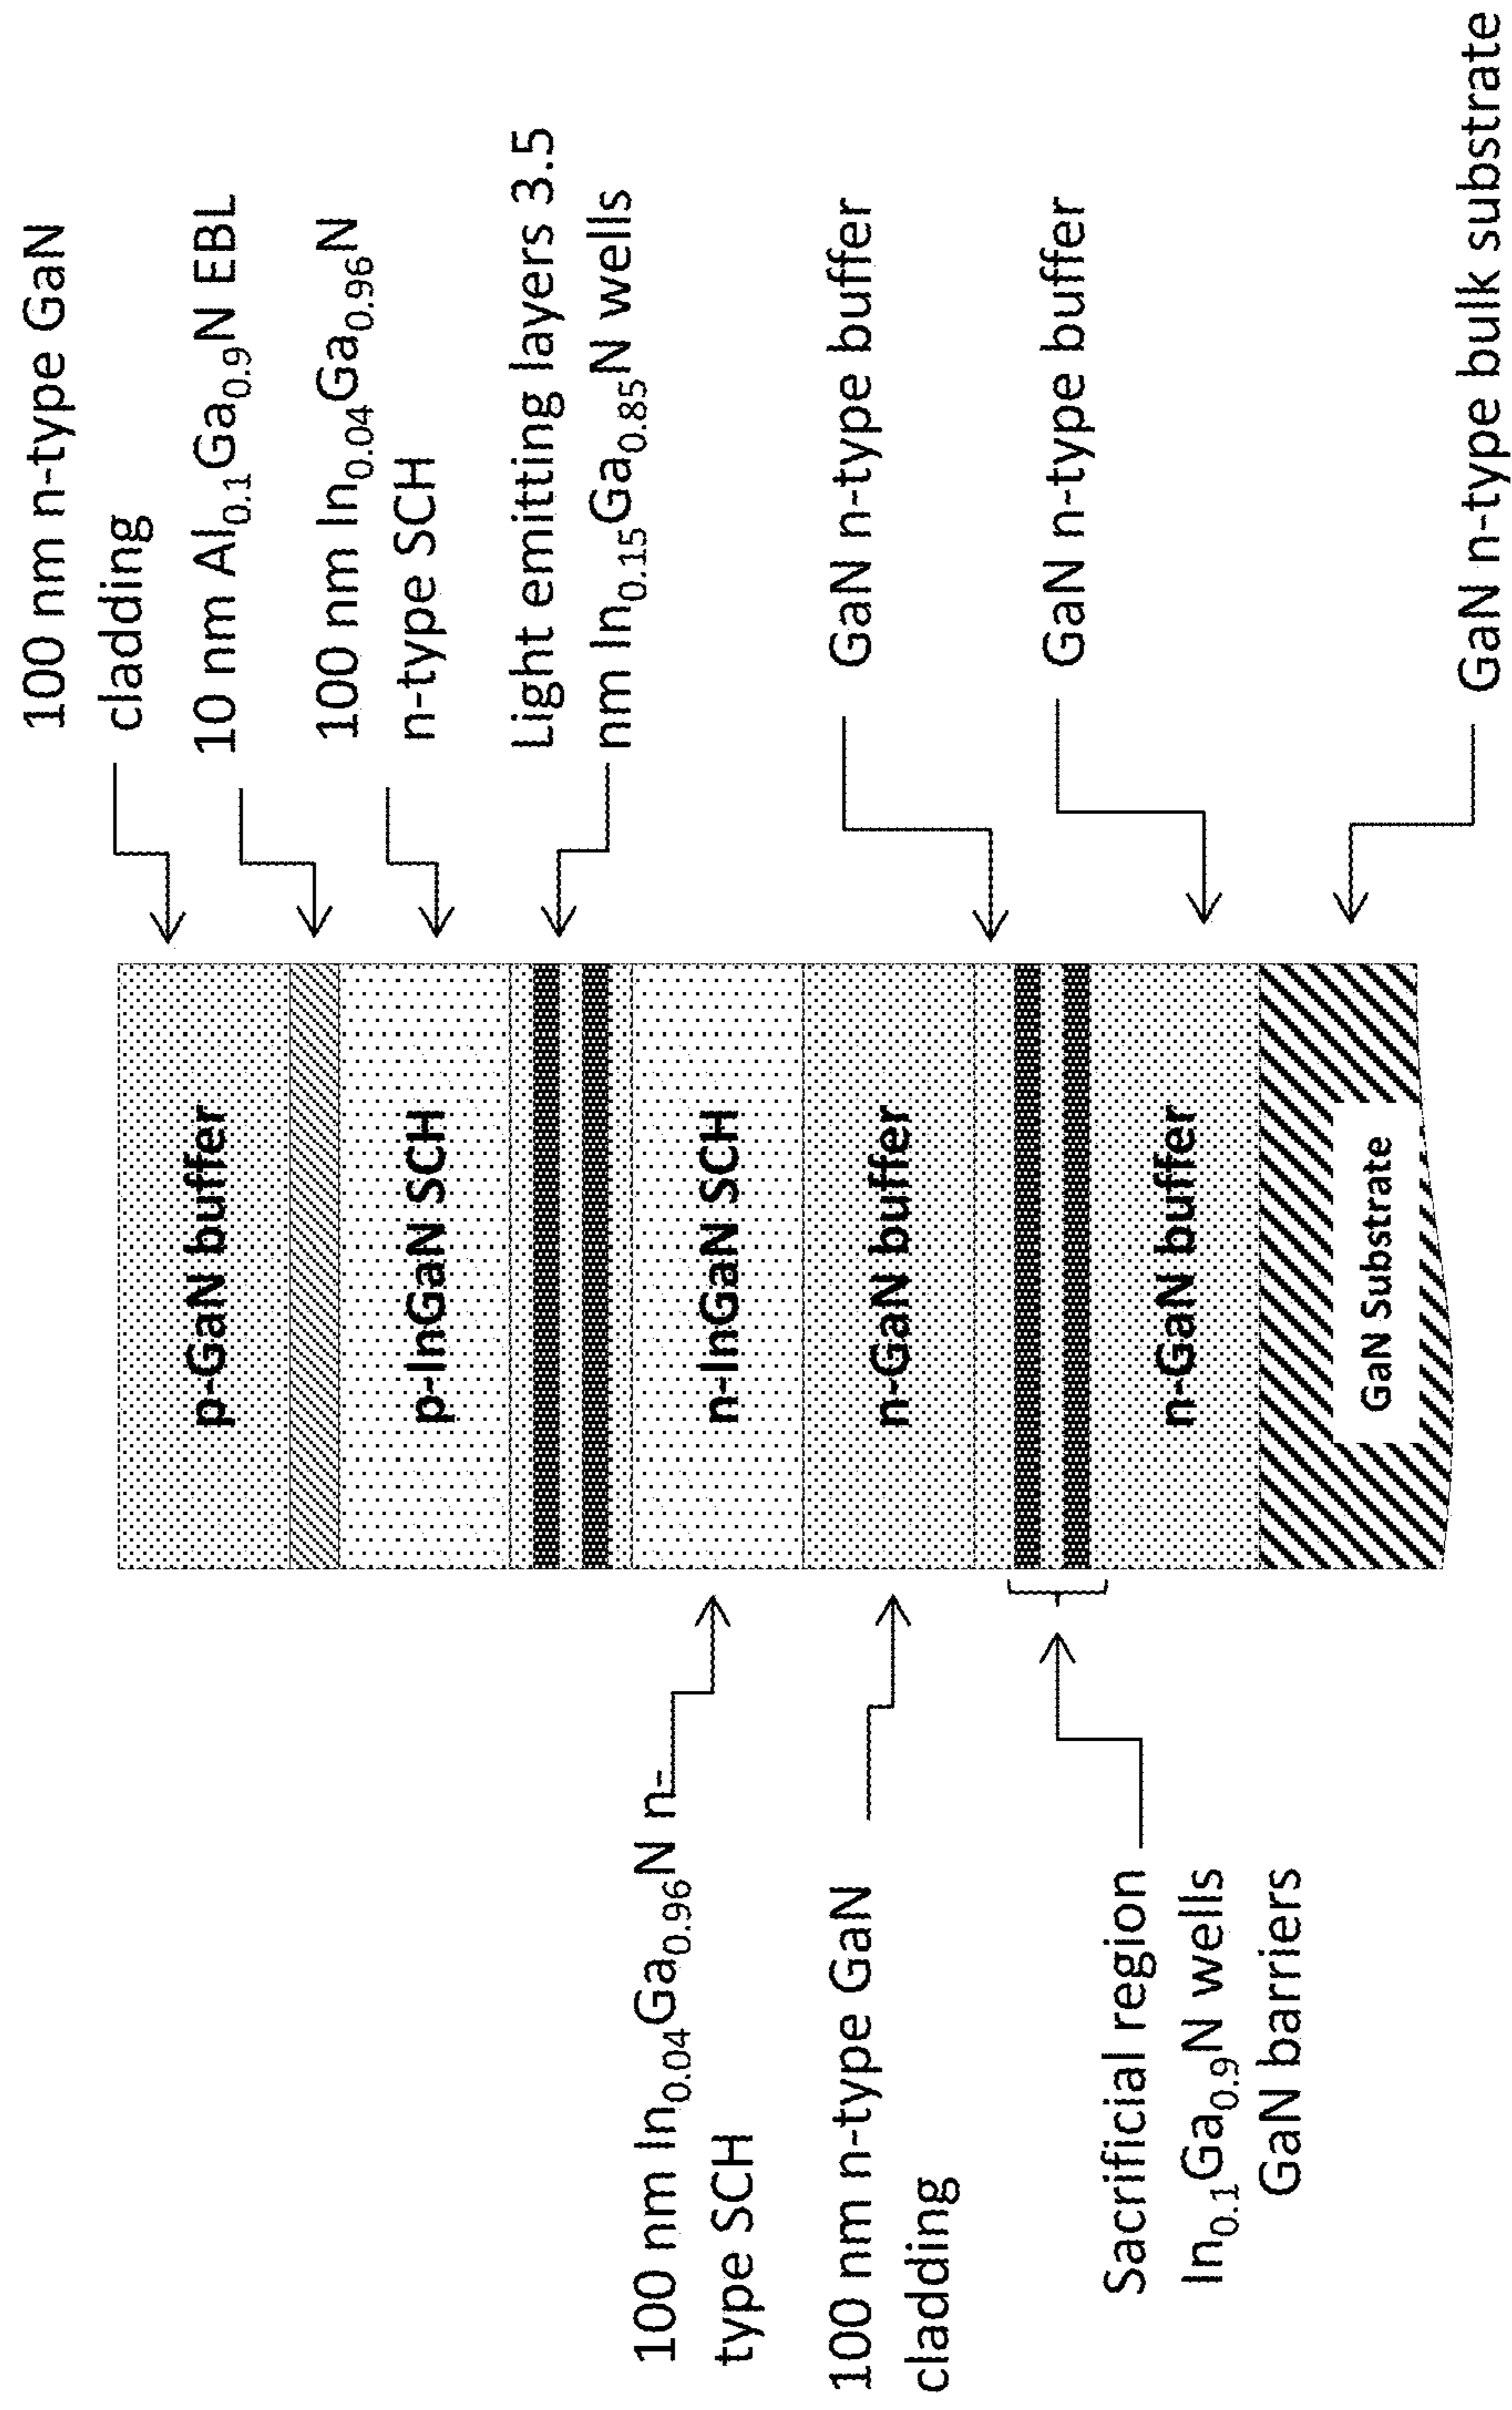 100 nm n-type GaN
cladding
10 nm Al0.1Ga0.9N EBL
100 nm In0.04Ga0.96N
n-type SCH
Light emitting layers 3.5
nm In0.15Ga0.85N wells
GaN n-type buffer
GaN n-type buffer
GaN n-type bulk substrate
p-GaN buffer
p-InGaN SCH
n-InGaN SCH
n-GaN buffer
n-GaN buffer
GaN Substrate
100 nm In0.04Ga0.96N n-
type SCH
100 nm n-type GaN
cladding
Sacrificial region
In0.1Ga0.9N wells
GaN barriers